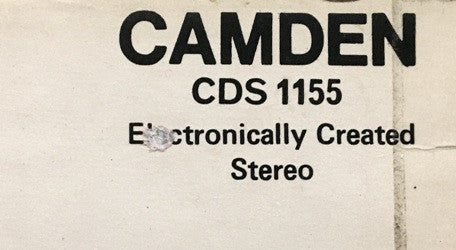 CAMDEN
CDS 1155
Electronically Created
Stereo